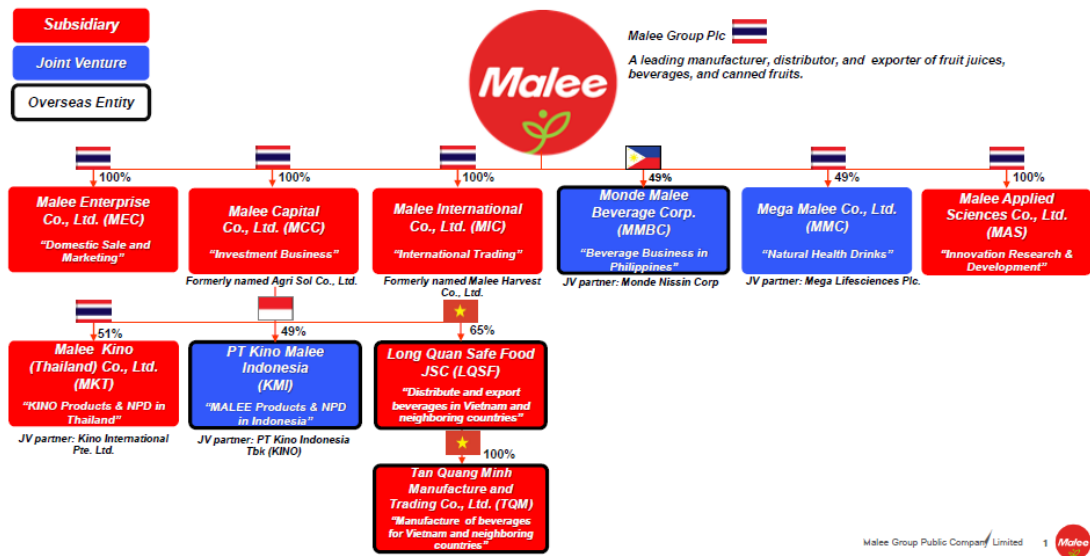 Subsidiary
Joint Venture
Overseas Entity
Malee
Malee Group Plc
A leading manufacturer, distributor, and exporter of fruit juices,
beverages, and canned fruits.
100%
100%
100%
49%
49%
100%
Malee Enterprise
Co., Ltd. (MEC)
"Domestic Sale and
Marketing"
Malee Capital
Co., Ltd. (MCC)
"Investment Business"
Formerly named Agri Sol Co., Ltd.
Malee International
Co., Ltd. (MIC)
"International Trading"
Formerly named Malee Harvest
Co., Ltd.
Monde Malee
Beverage Corp.
(MMBC)
"Beverage Business in
Philippines"
JV partner: Monde Nissin Corp
Mega Malee Co., Ltd.
(MMC)
"Natural Health Drinks"
JV partner: Mega Lifesciences Plc.
Malee Applied
Sciences Co., Ltd.
(MAS)
"Innovation Research &
Development"
51%
49%
65%
Malee Kino
(Thailand) Co., Ltd.
(MKT)
"KINO Products & NPD in
Thailand"
JV partner: Kino International
Pte. Ltd.
PT Kino Malee
Indonesia
(KMI)
"MALEE Products & NPD
in Indonesia"
JV partner: PT Kino Indonesia
Tbk (KINO)
Long Quan Safe Food
JSC (LQSF)
"Distribute and export
beverages in Vietnam and
neighboring countries"
100%
Tan Quang Minh
Manufacture and
Trading Co., Ltd. (TQM)
"Manufacture of beverages
for Vietnam and neighboring
countries"
Malee Group Public Company Limited 1
Malee